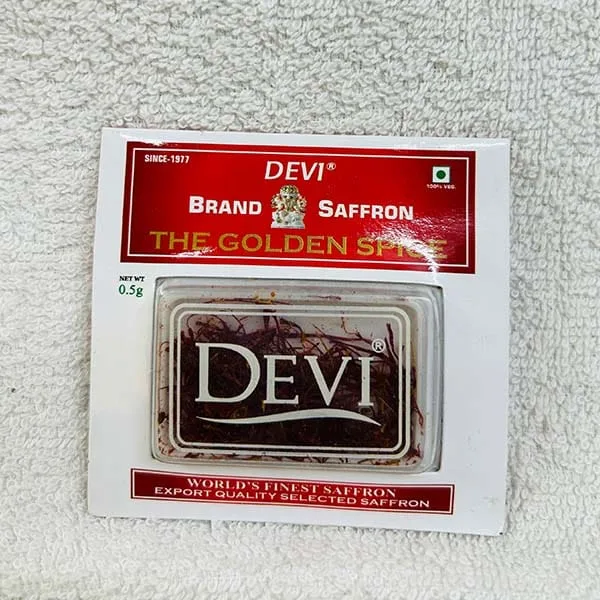 SINCE-1977
DEVI®
100% VEG.
BRAND SAFFRON
THE GOLDEN SPICE
NET WT
0.5g
DEVI®
WORLD'S FINEST SAFFRON
EXPORT QUALITY SELECTED SAFFRON